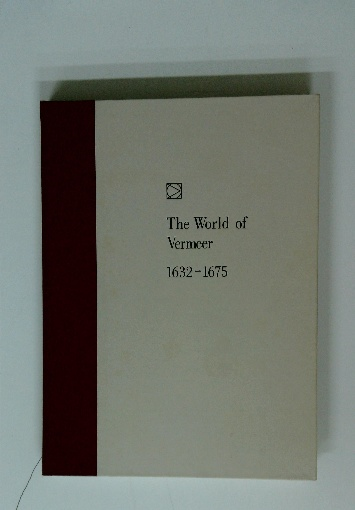 The World of
Vermeer
1632-1675